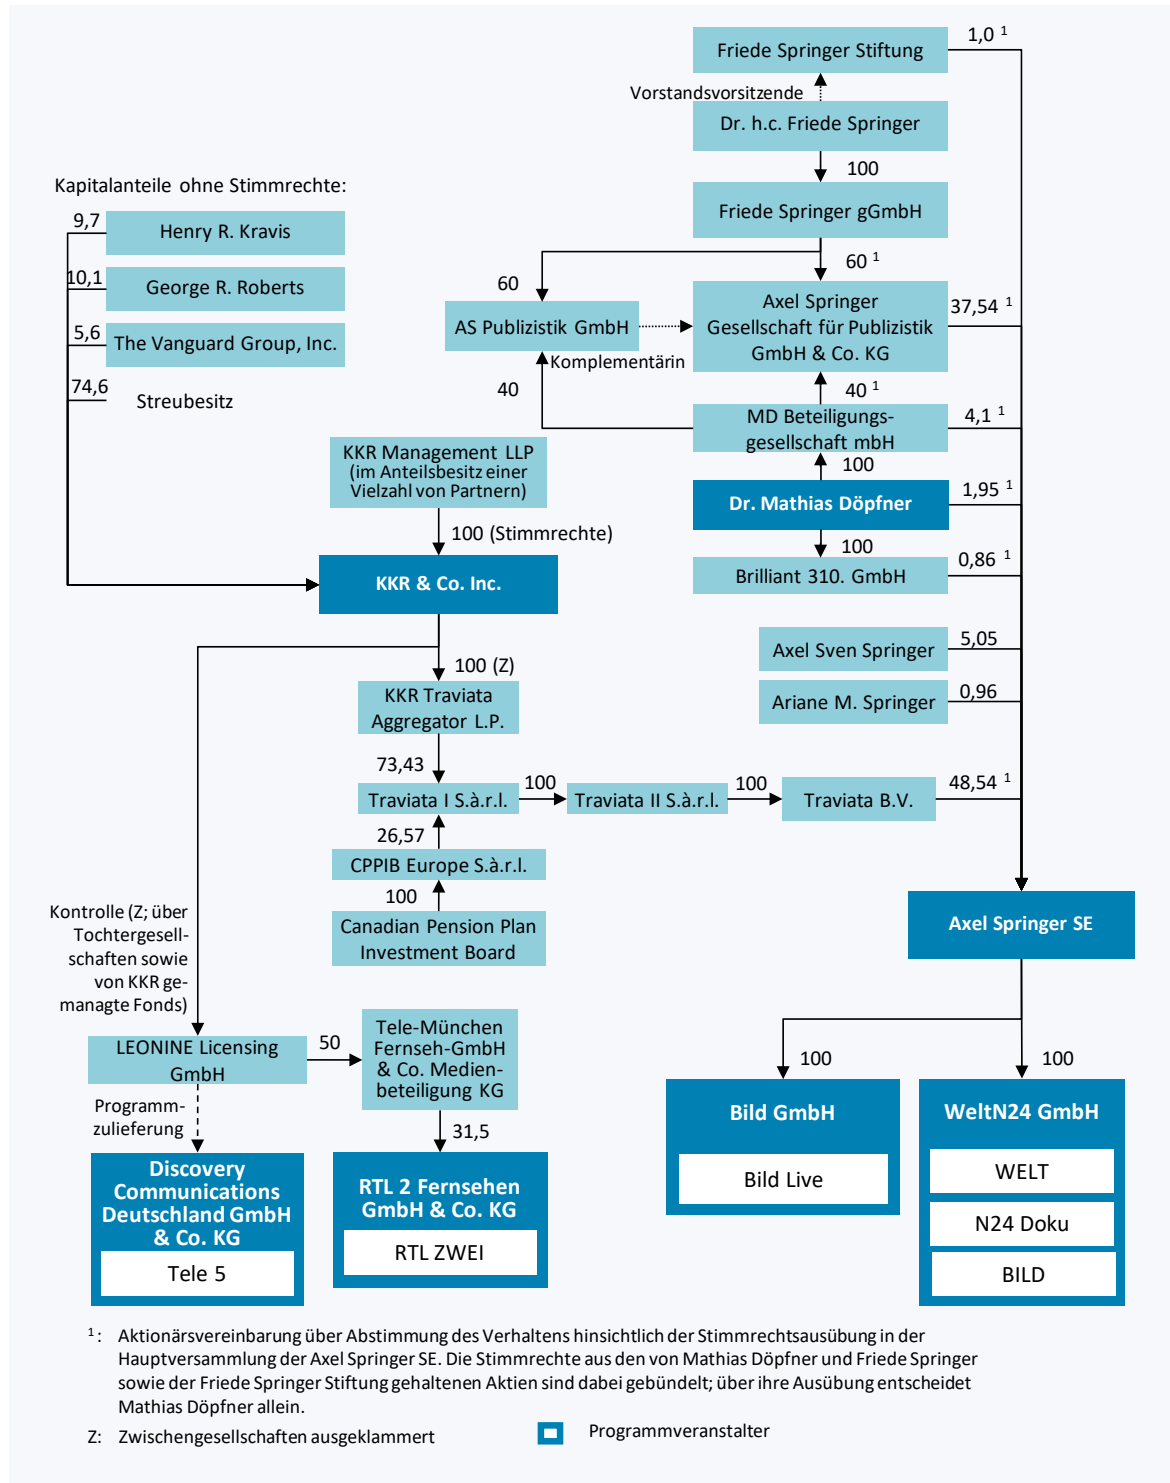 Friede Springer Stiftung
1,0 ¹
Vorstandsvorsitzende
Dr. h.c. Friede Springer
100
Kapitalanteile ohne Stimmrechte:
Friede Springer gGmbH
9,7
Henry R. Kravis
60 ¹
60
10,1
George R. Roberts
Axel Springer
Gesellschaft für Publizistik
GmbH & Co. KG
37,54 ¹
AS Publizistik GmbH
Komplementärin
5,6
The Vanguard Group, Inc.
74,6
Streubesitz
40
40 ¹
MD Beteiligungs-
gesellschaft mbH
4,1 ¹
KKR Management LLP
(im Anteilsbesitz einer
Vielzahl von Partnern)
100
Dr. Mathias Döpfner
1,95 ¹
100 (Stimmrechte)
100
KKR & Co. Inc.
Brilliant 310. GmbH
0,86 ¹
Axel Sven Springer
5,05
100 (Z)
KKR Traviata
Aggregator L.P.
Ariane M. Springer
0,96
73,43
Traviata I S.à.r.l.
100
Traviata II S.à.r.l.
100
Traviata B.V.
48,54 ¹
26,57
CPPIB Europe S.à.r.l.
100
Canadian Pension Plan
Investment Board
Axel Springer SE
Kontrolle (Z; über
Tochtergesell-
schaften sowie
von KKR ge-
managte Fonds)
LEONINE Licensing
GmbH
50
Tele-München
Fernseh-GmbH
& Co. Medien-
beteiligung KG
100
100
Programm-
zulieferung
31,5
Discovery
Communications
Deutschland GmbH
& Co. KG
Tele 5
RTL 2 Fernsehen
GmbH & Co. KG
RTL ZWEI
Bild GmbH
Bild Live
WeltN24 GmbH
WELT
N24 Doku
BILD
¹: Aktionärsvereinbarung über Abstimmung des Verhaltens hinsichtlich der Stimmrechtsausübung in der
Hauptversammlung der Axel Springer SE. Die Stimmrechte aus den von Mathias Döpfner und Friede Springer
sowie der Friede Springer Stiftung gehaltenen Aktien sind dabei gebündelt; über ihre Ausübung entscheidet
Mathias Döpfner allein.
Z: Zwischengesellschaften ausgeklammert
Programmveranstalter